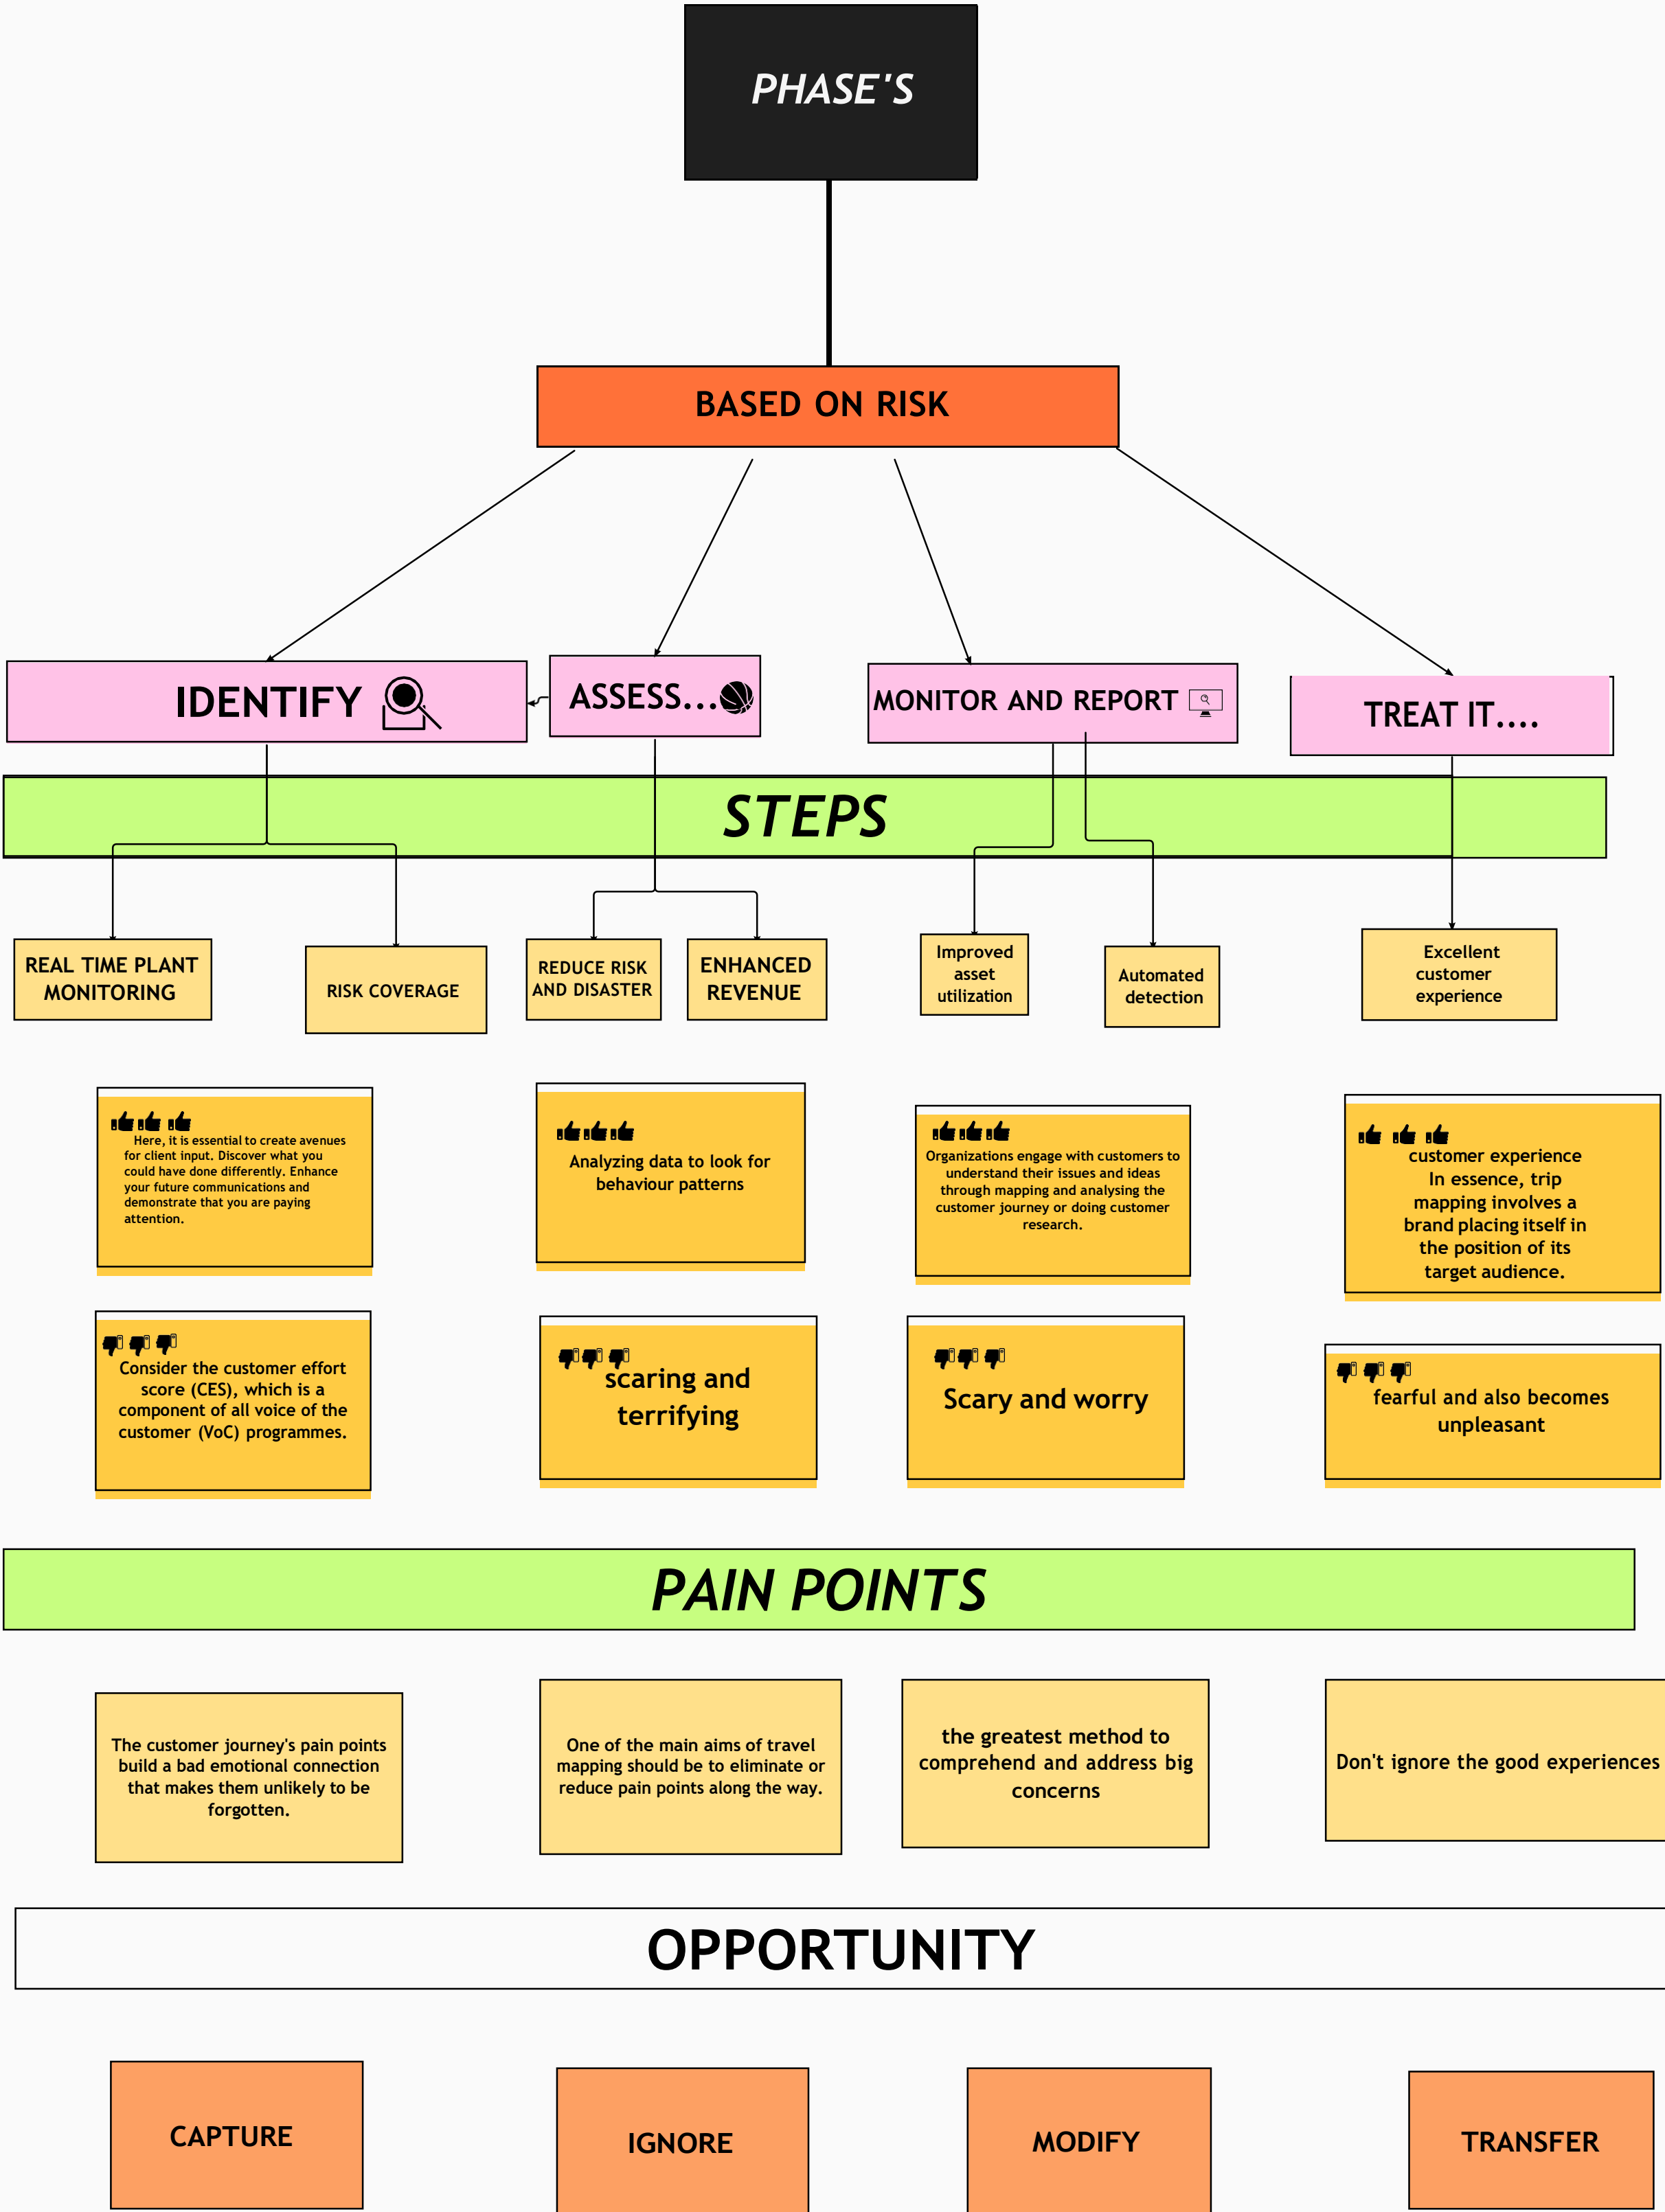 PHASE'S
BASED ON RISK
IDENTIFY
ASSESS...
MONITOR AND REPORT
TREAT IT....
STEPS
REAL TIME PLANT
MONITORING
RISK COVERAGE
REDUCE RISK
AND DISASTER
ENHANCED
REVENUE
Improved
asset
utilization
Automated
detection
Excellent
customer
experience
Here, it is essential to create avenues
for client input. Discover what you
could have done differently. Enhance
your future communications and
demonstrate that you are paying
attention.
Analyzing data to look for
behaviour patterns
Organizations engage with customers to
understand their issues and ideas
through mapping and analysing the
customer journey or doing customer
research.
customer experience
In essence, trip
mapping involves a
brand placing itself in
the position of its
target audience.
Consider the customer effort
score (CES), which is a
component of all voice of the
customer (VoC) programmes.
scaring and
terrifying
Scary and worry
fearful and also becomes
unpleasant
PAIN POINTS
The customer journey's pain points
build a bad emotional connection
that makes them unlikely to be
forgotten.
One of the main aims of travel
mapping should be to eliminate or
reduce pain points along the way.
the greatest method to
comprehend and address big
concerns
Don't ignore the good experiences
OPPORTUNITY
CAPTURE
IGNORE
MODIFY
TRANSFER